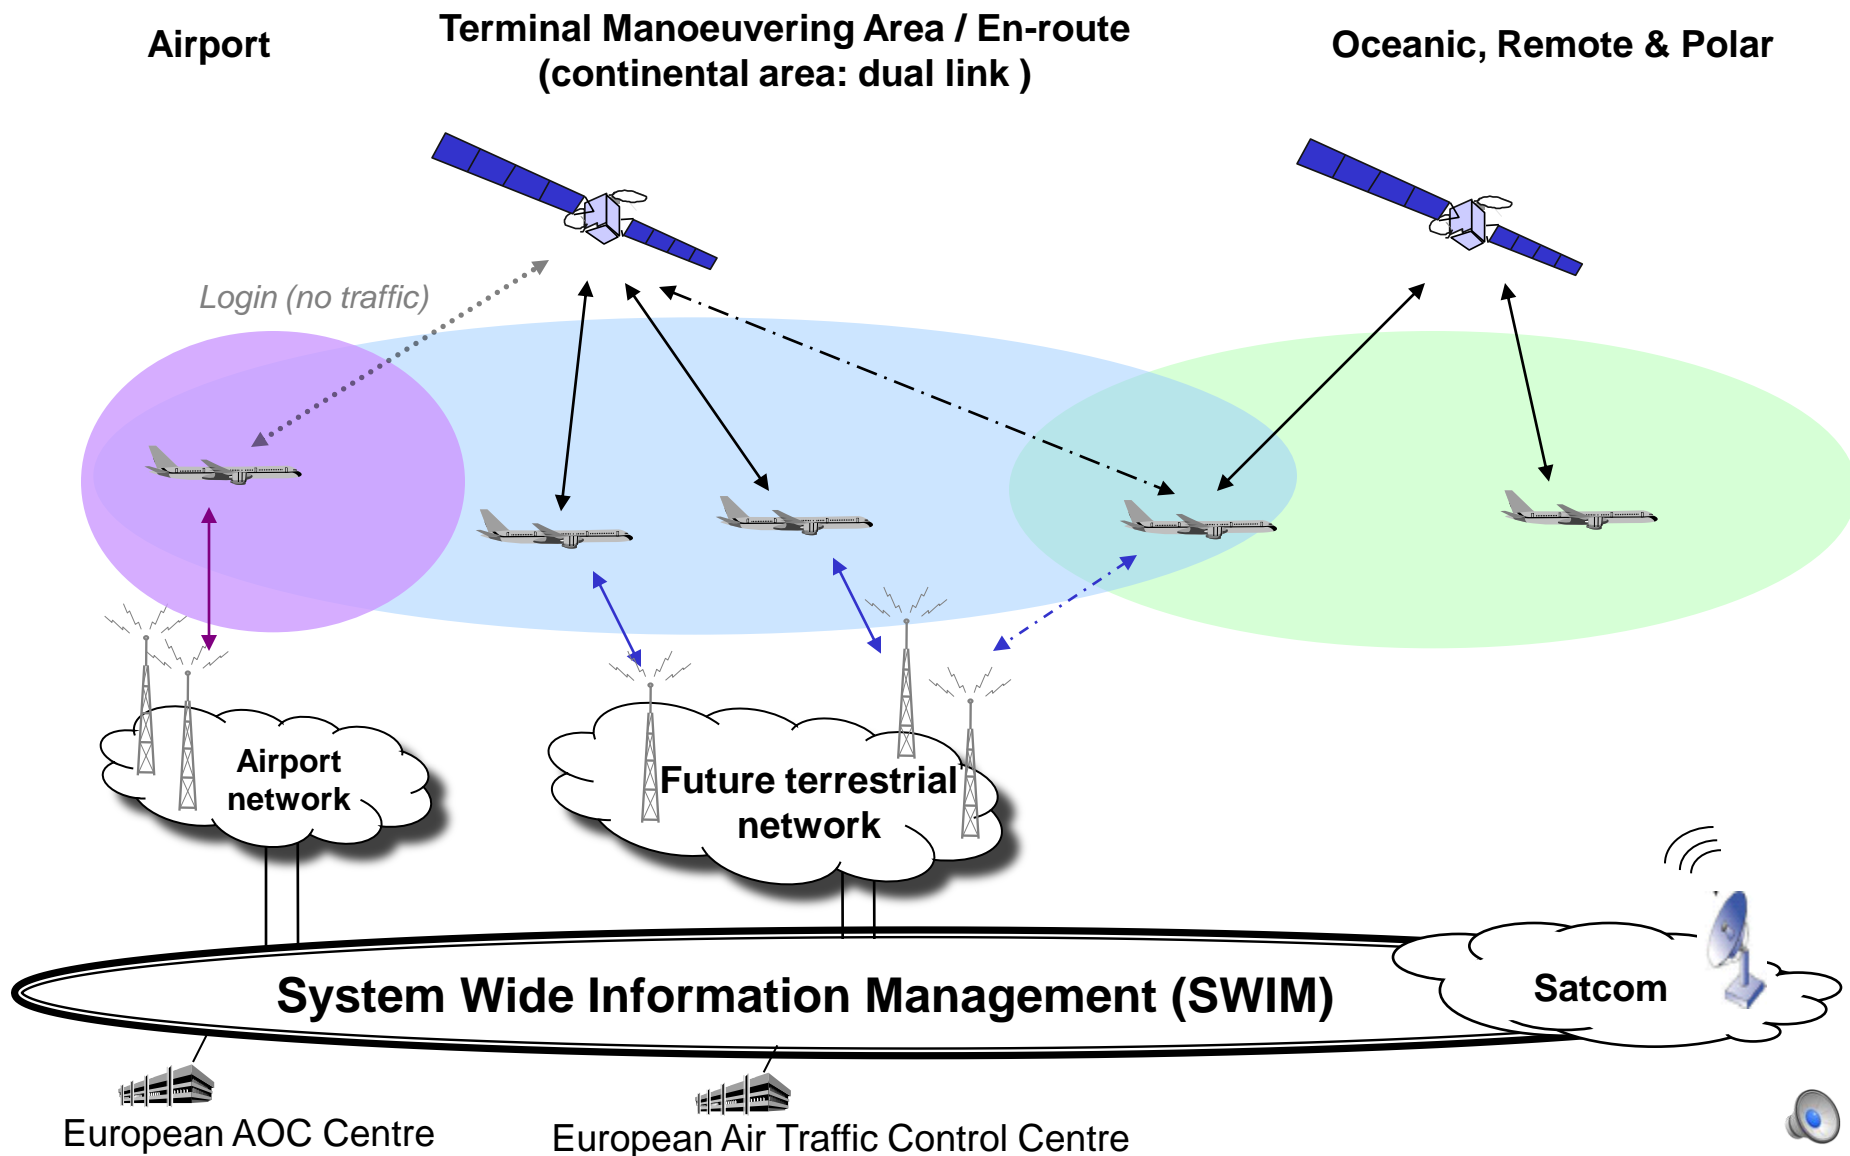 Airport
Terminal Manoeuvering Area / En-route
(continental area: dual link )
Oceanic, Remote & Polar
Login (no traffic)
Airport
network
Future terrestrial
network
System Wide Information Management (SWIM)
Satcom
European AOC Centre
European Air Traffic Control Centre